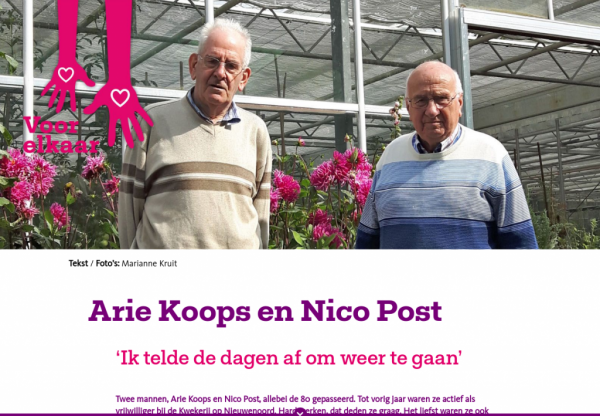 Voor
elkaar
Tekst / Foto's: Marianne Kruit
Arie Koops en Nico Post
‘Ik telde de dagen af om weer te gaan’
Twee mannen, Arie Koops en Nico Post, allebei de 80 gepasseerd. Tot vorig jaar waren ze actief als
vrijwilliger bij de Kwekerij op Nieuwenoord. Hard werken, dat deden ze graag. Het liefst waren ze ook